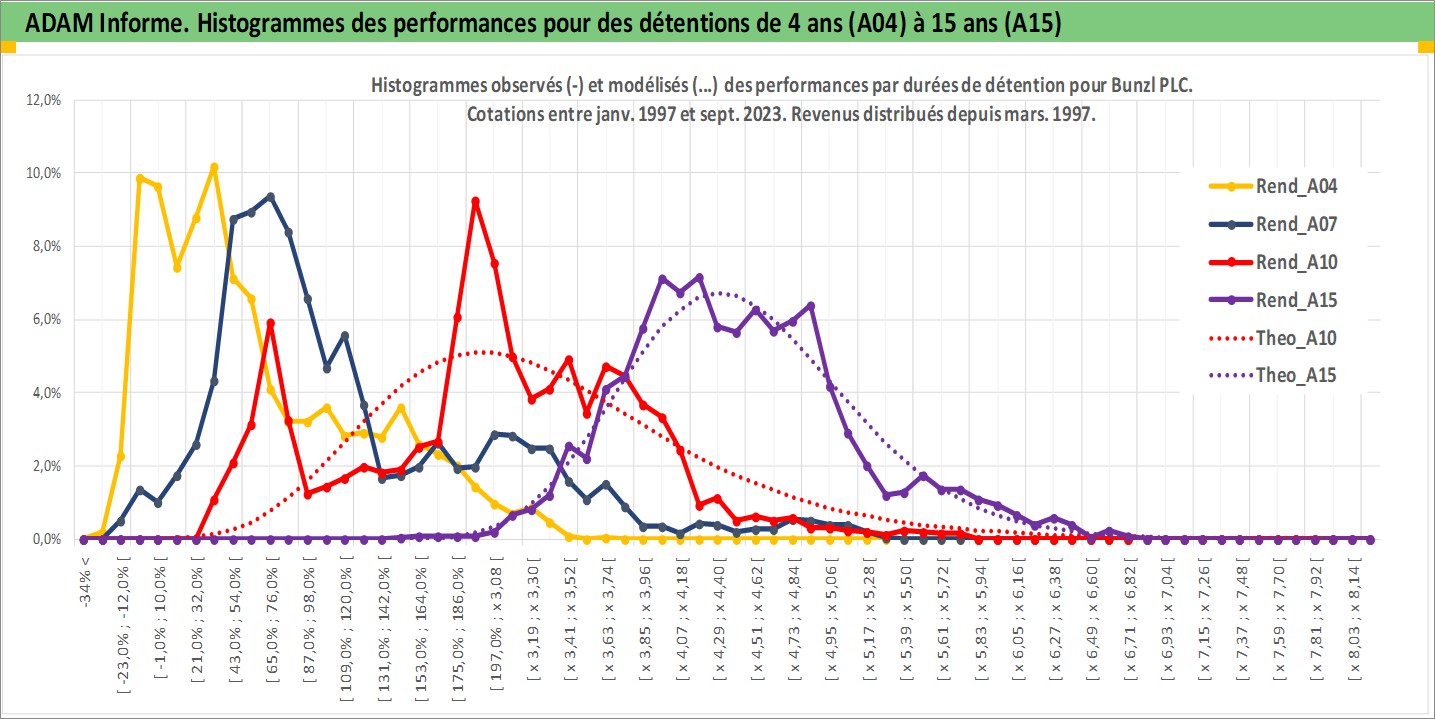 ADAM Informe. Histogrammes des performances pour des détentions de 4 ans (A04) à 15 ans (A15)
Histogrammes observés (-) et modélisés (...) des performances par durées de détention pour Bunzl PLC.
Cotations entre janv. 1997 et sept. 2023. Revenus distribués depuis mars. 1997.
12,0%
10,0%
8,0%
6,0%
4,0%
2,0%
0,0%
Rend_A04
Rend_A07
Rend_A10
Rend_A15
Theo_A10
Theo_A15
-34% <
[ -23,0% ; -12,0% [
[ -1,0% ; 10,0% [
[ 21,0% ; 32,0% [
[ 43,0% ; 54,0% [
[ 65,0% ; 76,0% [
[ 87,0% ; 98,0% [
[ 109,0% ; 120,0% [
[ 131,0% ; 142,0% [
[ 153,0% ; 164,0% [
[ 175,0% ; 186,0% [
[ 197,0% ; x 3,08 [
[ x 3,19 ; x 3,30 [
[ x 3,41 ; x 3,52 [
[ x 3,63 ; x 3,74 [
[ x 3,85 ; x 3,96 [
[ x 4,07 ; x 4,18 [
[ x 4,29 ; x 4,40 [
[ x 4,51 ; x 4,62 [
[ x 4,73 ; x 4,84 [
[ x 4,95 ; x 5,06 [
[ x 5,17 ; x 5,28 [
[ x 5,39 ; x 5,50 [
[ x 5,61 ; x 5,72 [
[ x 5,83 ; x 5,94 [
[ x 6,05 ; x 6,16 [
[ x 6,27 ; x 6,38 [
[ x 6,49 ; x 6,60 [
[ x 6,71 ; x 6,82 [
[ x 6,93 ; x 7,04 [
[ x 7,15 ; x 7,26 [
[ x 7,37 ; x 7,48 [
[ x 7,59 ; x 7,70 [
[ x 7,81 ; x 7,92 [
[ x 8,03 ; x 8,14 [